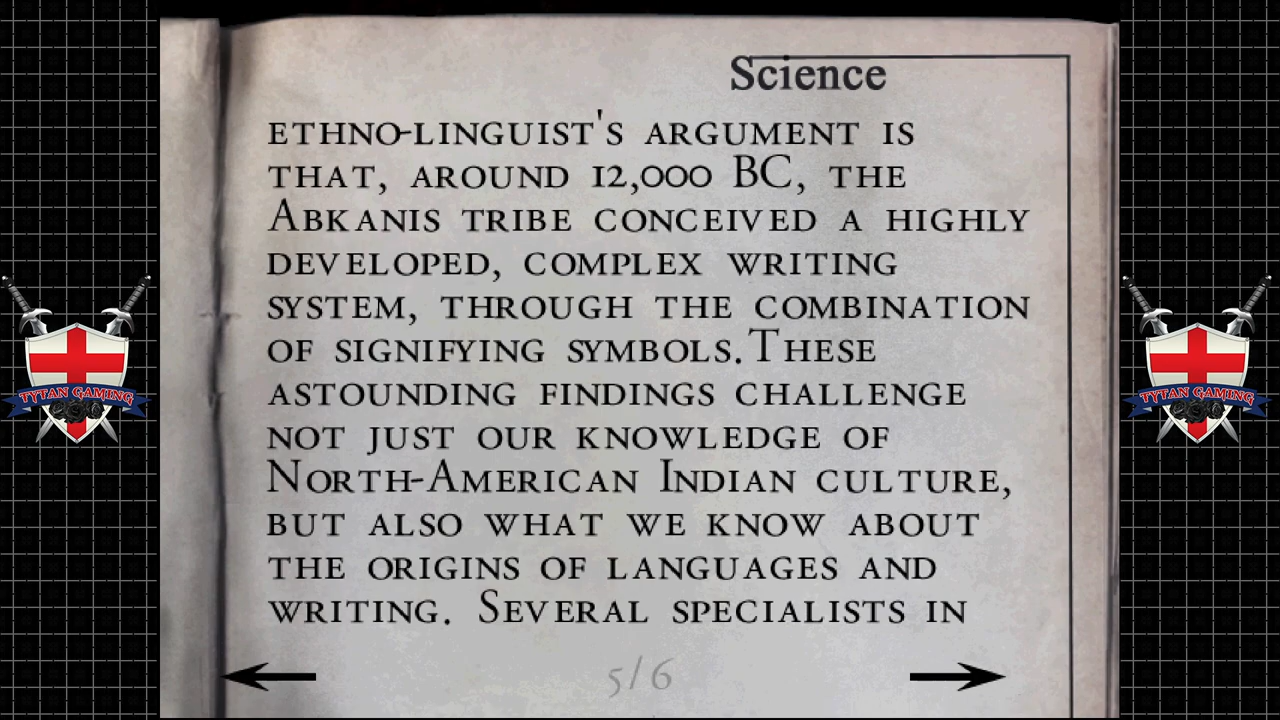 Science
ETHNO-LINGUIST'S ARGUMENT IS
THAT, AROUND 12,000 BC, THE
ABKANIS TRIBE CONCEIVED A HIGHLY
DEVELOPED, COMPLEX WRITING
SYSTEM, THROUGH THE COMBINATION
OF SIGNIFYING SYMBOLS.THESE
ASTOUNDING FINDINGS CHALLENGE
NOT JUST OUR KNOWLEDGE OF
NORTH-AMERICAN INDIAN CULTURE,
BUT ALSO WHAT WE KNOW ABOUT
THE ORIGINS OF LANGUAGES AND
WRITING. SEVERAL SPECIALISTS IN
5/6
TYTAN GAMING
TYTAN GAMING